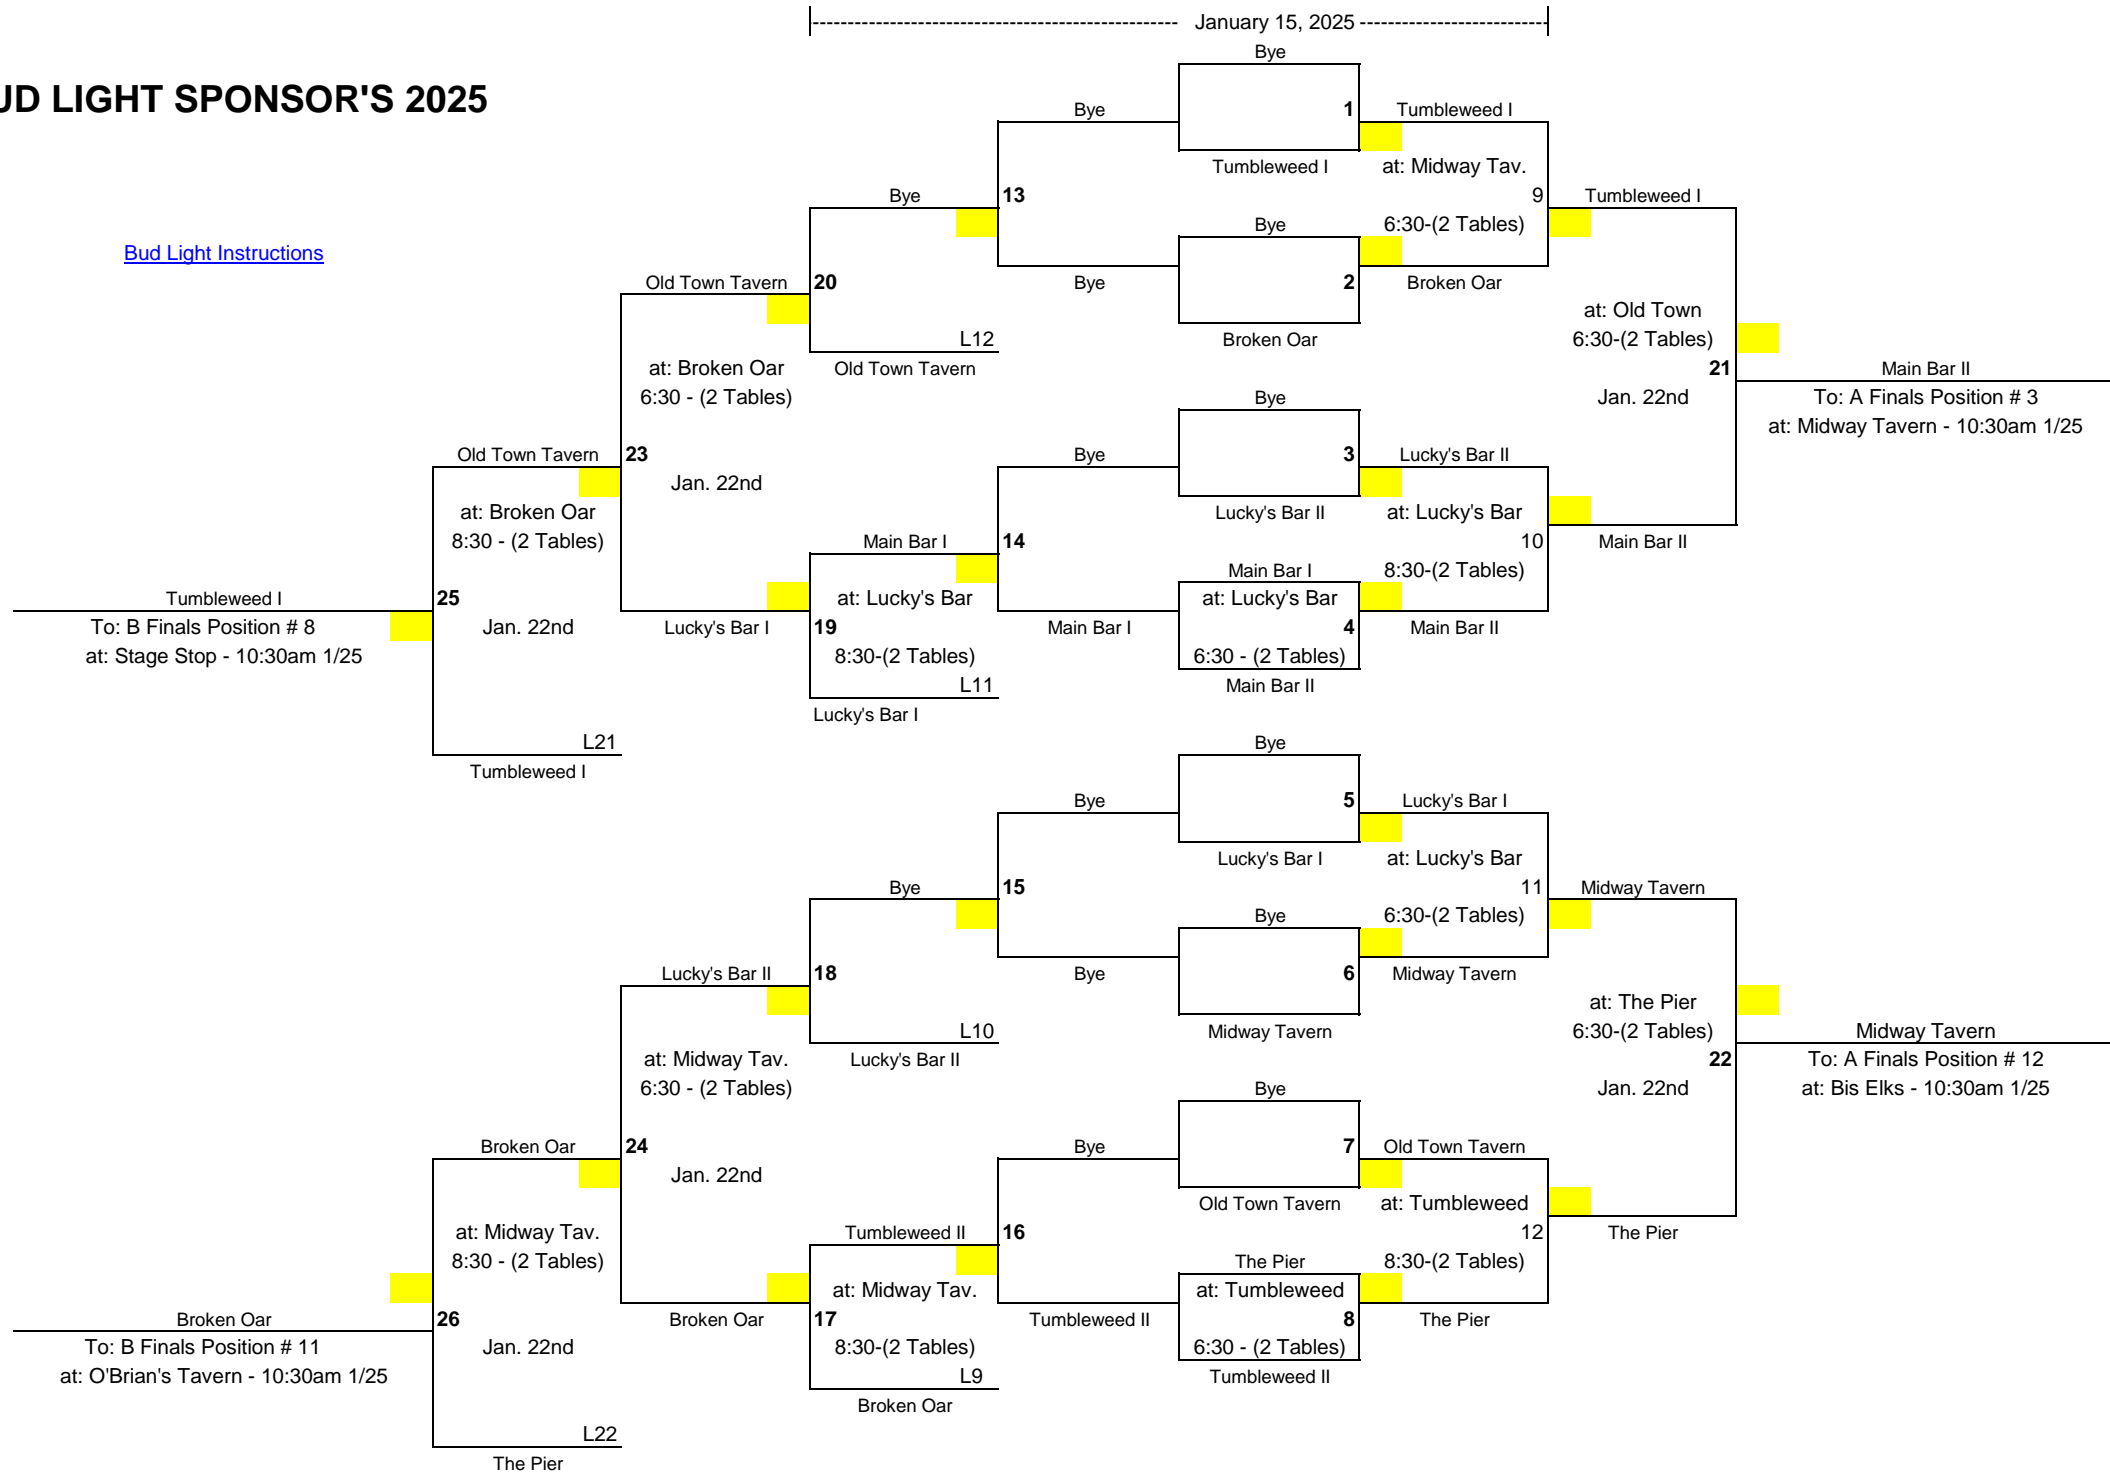 January 15, 2025
Bye
UD LIGHT SPONSOR'S 2025
Bye
1
Tumbleweed I
Tumbleweed I
at: Midway Tav.
Bye
13
9
Tumbleweed I
Bye
6:30-(2 Tables)
Bud Light Instructions
Old Town Tavern
20
Bye
2
Broken Oar
at: Old Town
L12
Broken Oar
6:30-(2 Tables)
at: Broken Oar
Old Town Tavern
21
Main Bar II
6:30 - (2 Tables)
Bye
Jan. 22nd
To: A Finals Position # 3
at: Midway Tavern - 10:30am 1/25
Old Town Tavern
23
Bye
3
Lucky's Bar II
Jan. 22nd
at: Broken Oar
Lucky's Bar II
at: Lucky's Bar
8:30 - (2 Tables)
Main Bar I
14
10
Main Bar II
Main Bar I
8:30-(2 Tables)
Tumbleweed I
25
at: Lucky's Bar
at: Lucky's Bar
To: B Finals Position # 8
Jan. 22nd
Lucky's Bar I
19
Main Bar I
4
Main Bar II
at: Stage Stop - 10:30am 1/25
8:30-(2 Tables)
6:30 - (2 Tables)
L11
Main Bar II
Lucky's Bar I
L21
Bye
Tumbleweed I
Bye
5
Lucky's Bar I
Lucky's Bar I
at: Lucky's Bar
Bye
15
11
Midway Tavern
Bye
6:30-(2 Tables)
Lucky's Bar II
18
Bye
6
Midway Tavern
at: The Pier
L10
Midway Tavern
6:30-(2 Tables)
Midway Tavern
at: Midway Tav.
Lucky's Bar II
22
To: A Finals Position # 12
6:30 - (2 Tables)
Bye
Jan. 22nd
at: Bis Elks - 10:30am 1/25
Broken Oar
24
Bye
7
Old Town Tavern
Jan. 22nd
Old Town Tavern
at: Tumbleweed
at: Midway Tav.
Tumbleweed II
16
12
The Pier
8:30 - (2 Tables)
The Pier
8:30-(2 Tables)
at: Midway Tav.
at: Tumbleweed
Broken Oar
26
Broken Oar
17
Tumbleweed II
8
The Pier
To: B Finals Position # 11
Jan. 22nd
8:30-(2 Tables)
6:30 - (2 Tables)
at: O'Brian's Tavern - 10:30am 1/25
L9
Tumbleweed II
Broken Oar
L22
The Pier